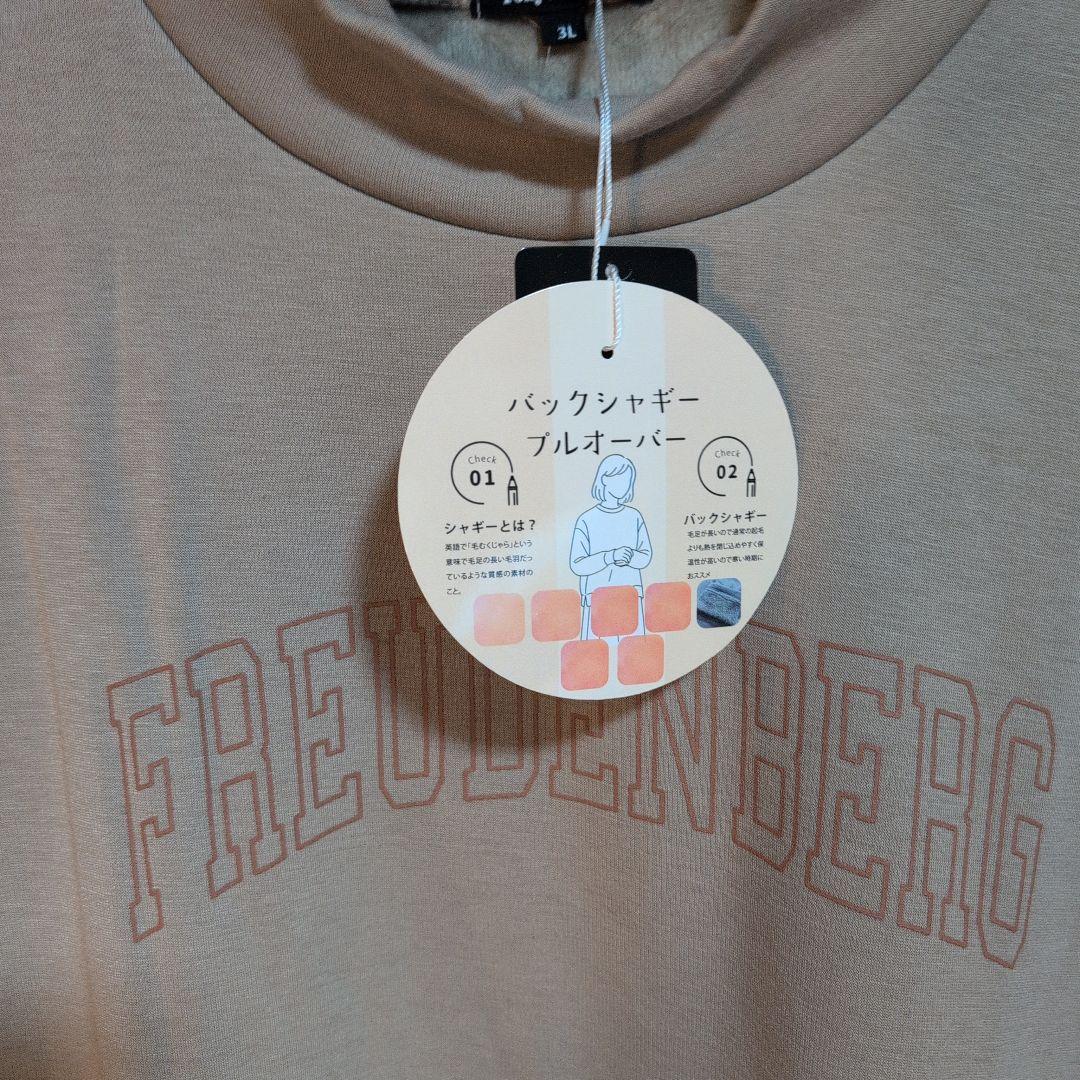 3L
バックシャギー
プルオーバー
Check
01
シャギーとは？
英語で「毛むくじゃら」という
意味で毛足の長い毛羽だっ
ているような質感の素材の
こと。
Check
02
バックシャギー
毛足が長いので通常の起毛
よりも熱を閉じ込めやすく保
温性が高いので寒い時期に
おススメ
FREUDENBERG